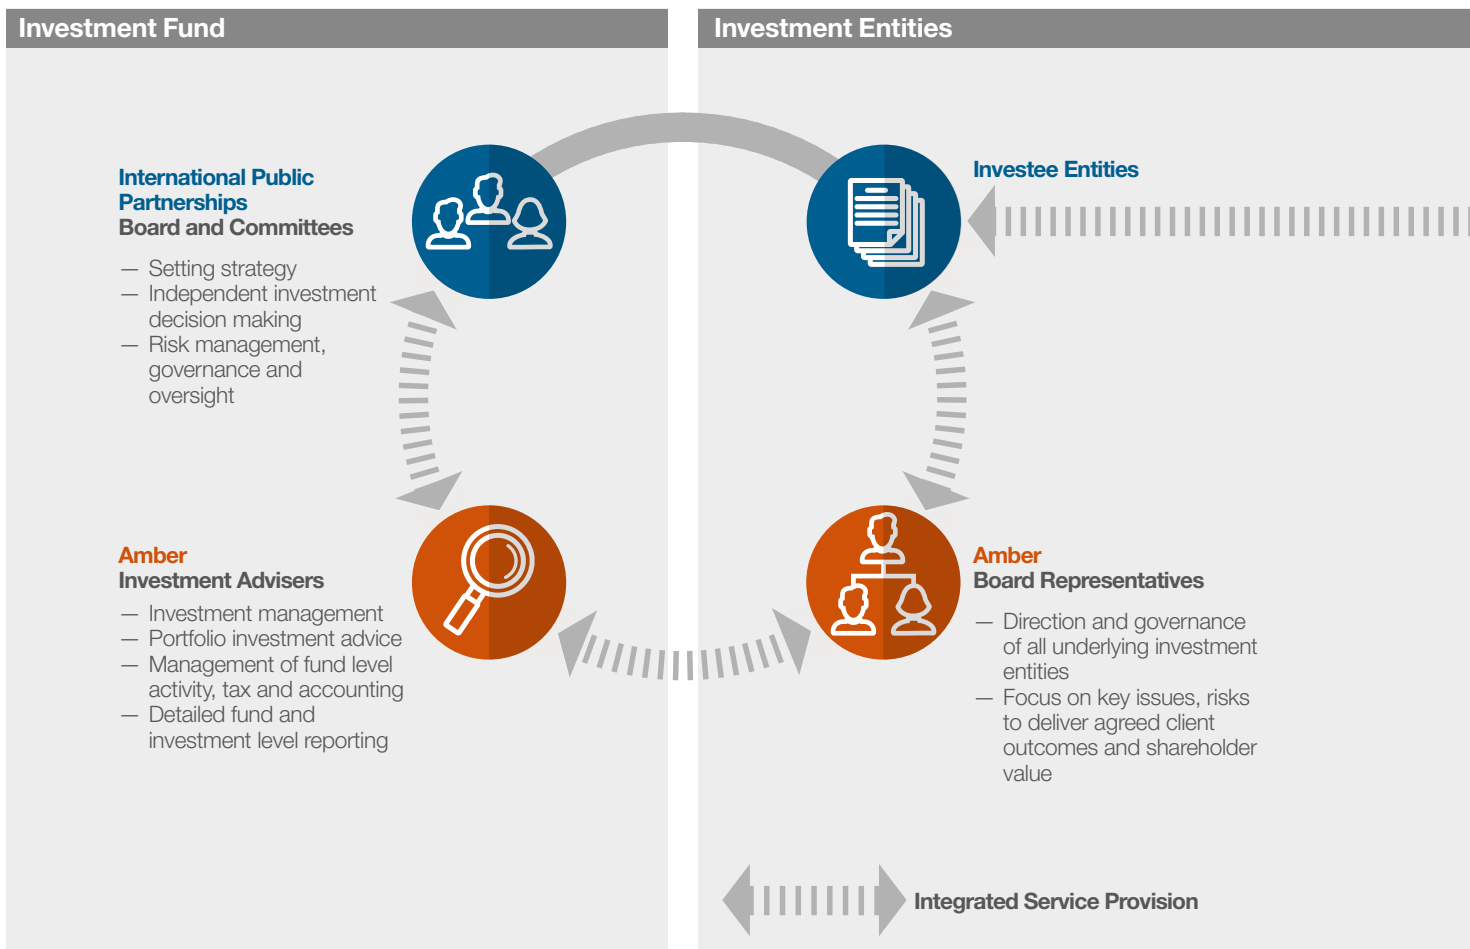 Investment Fund
International Public
Partnerships
Board and Committees
— Setting strategy
— Independent investment
decision making
— Risk management,
governance and
oversight
Amber
Investment Advisers
— Investment management
— Portfolio investment advice
— Management of fund level
activity, tax and accounting
— Detailed fund and
investment level reporting
Investment Entities
Investee Entities
Amber
Board Representatives
— Direction and governance
of all underlying investment
entities
— Focus on key issues, risks
to deliver agreed client
outcomes and shareholder
value
Integrated Service Provision